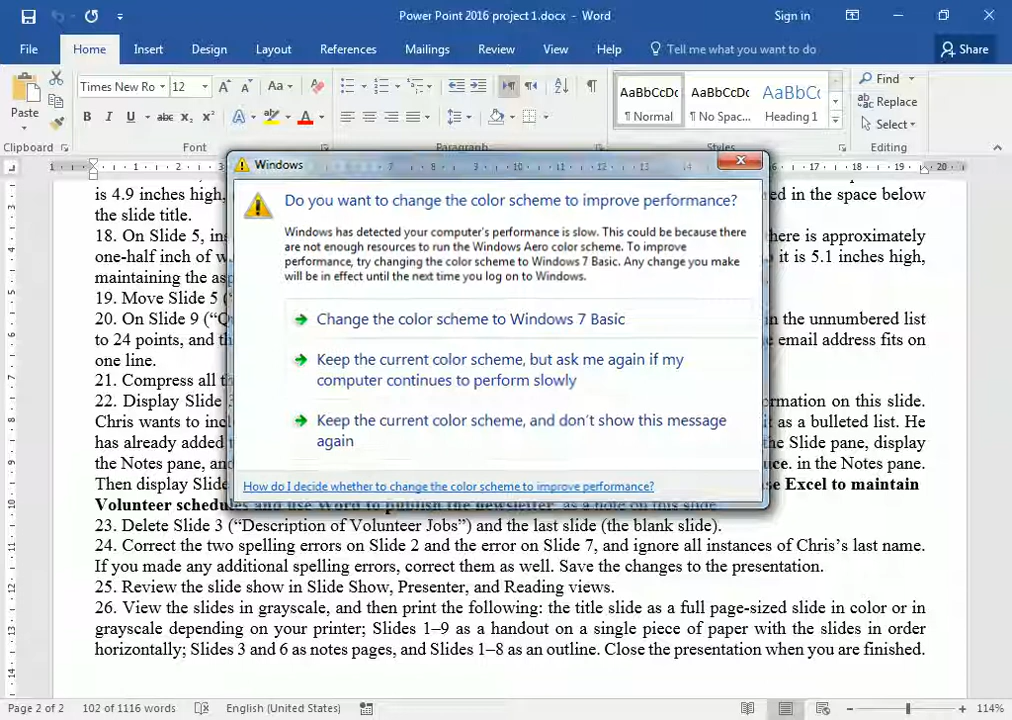 Power Point 2016 project 1.docx - Word
Sign in
File Home Insert Design Layout References Mailings Review View Help Tell me what you want to do Share
Times New Ro 12 Aa AaBbCcDc AaBbCcDc AaBbCc Find
Paste B I U abc x₂ x² A A ¶ Normal ¶ No Spac... Heading 1 Replace
Select
Clipboard Font Paragraph Editing
Windows
Do you want to change the color scheme to improve performance?
Windows has detected your computer's performance is slow. This could be because there
are not enough resources to run the Windows Aero color scheme. To improve
performance, try changing the color scheme to Windows 7 Basic. Any change you make
will be in effect until the next time you log on to Windows.
Change the color scheme to Windows 7 Basic
Keep the current color scheme, but ask me again if my
computer continues to perform slowly
Keep the current color scheme, and don't show this message
again
How do I decide whether to change the color scheme to improve performance?
is 4.9 inches high, ed in the space below
the slide title.
18. On Slide 5, ins here is approximately
one-half inch of w it is 5.1 inches high,
maintaining the asp
19. Move Slide 5 (
20. On Slide 9 ("Q n the unnumbered list
to 24 points, and th email address fits on
one line.
21. Compress all t
22. Display Slide ormation on this slide.
Chris wants to incl it as a bulleted list. He
has already added t the Slide pane, display
the Notes pane, and ce. in the Notes pane.
Then display Slide se Excel to maintain
Volunteer schedules and use Word to publish the newsletter, as a note on this slide
23. Delete Slide 3 (“Description of Volunteer Jobs”) and the last slide (the blank slide).
24. Correct the two spelling errors on Slide 2 and the error on Slide 7, and ignore all instances of Chris’s last name.
If you made any additional spelling errors, correct them as well. Save the changes to the presentation.
25. Review the slide show in Slide Show, Presenter, and Reading views.
26. View the slides in grayscale, and then print the following: the title slide as a full page-sized slide in color or in
grayscale depending on your printer; Slides 1–9 as a handout on a single piece of paper with the slides in order
horizontally; Slides 3 and 6 as notes pages, and Slides 1–8 as an outline. Close the presentation when you are finished.
Page 2 of 2 102 of 1116 words English (United States) 114%